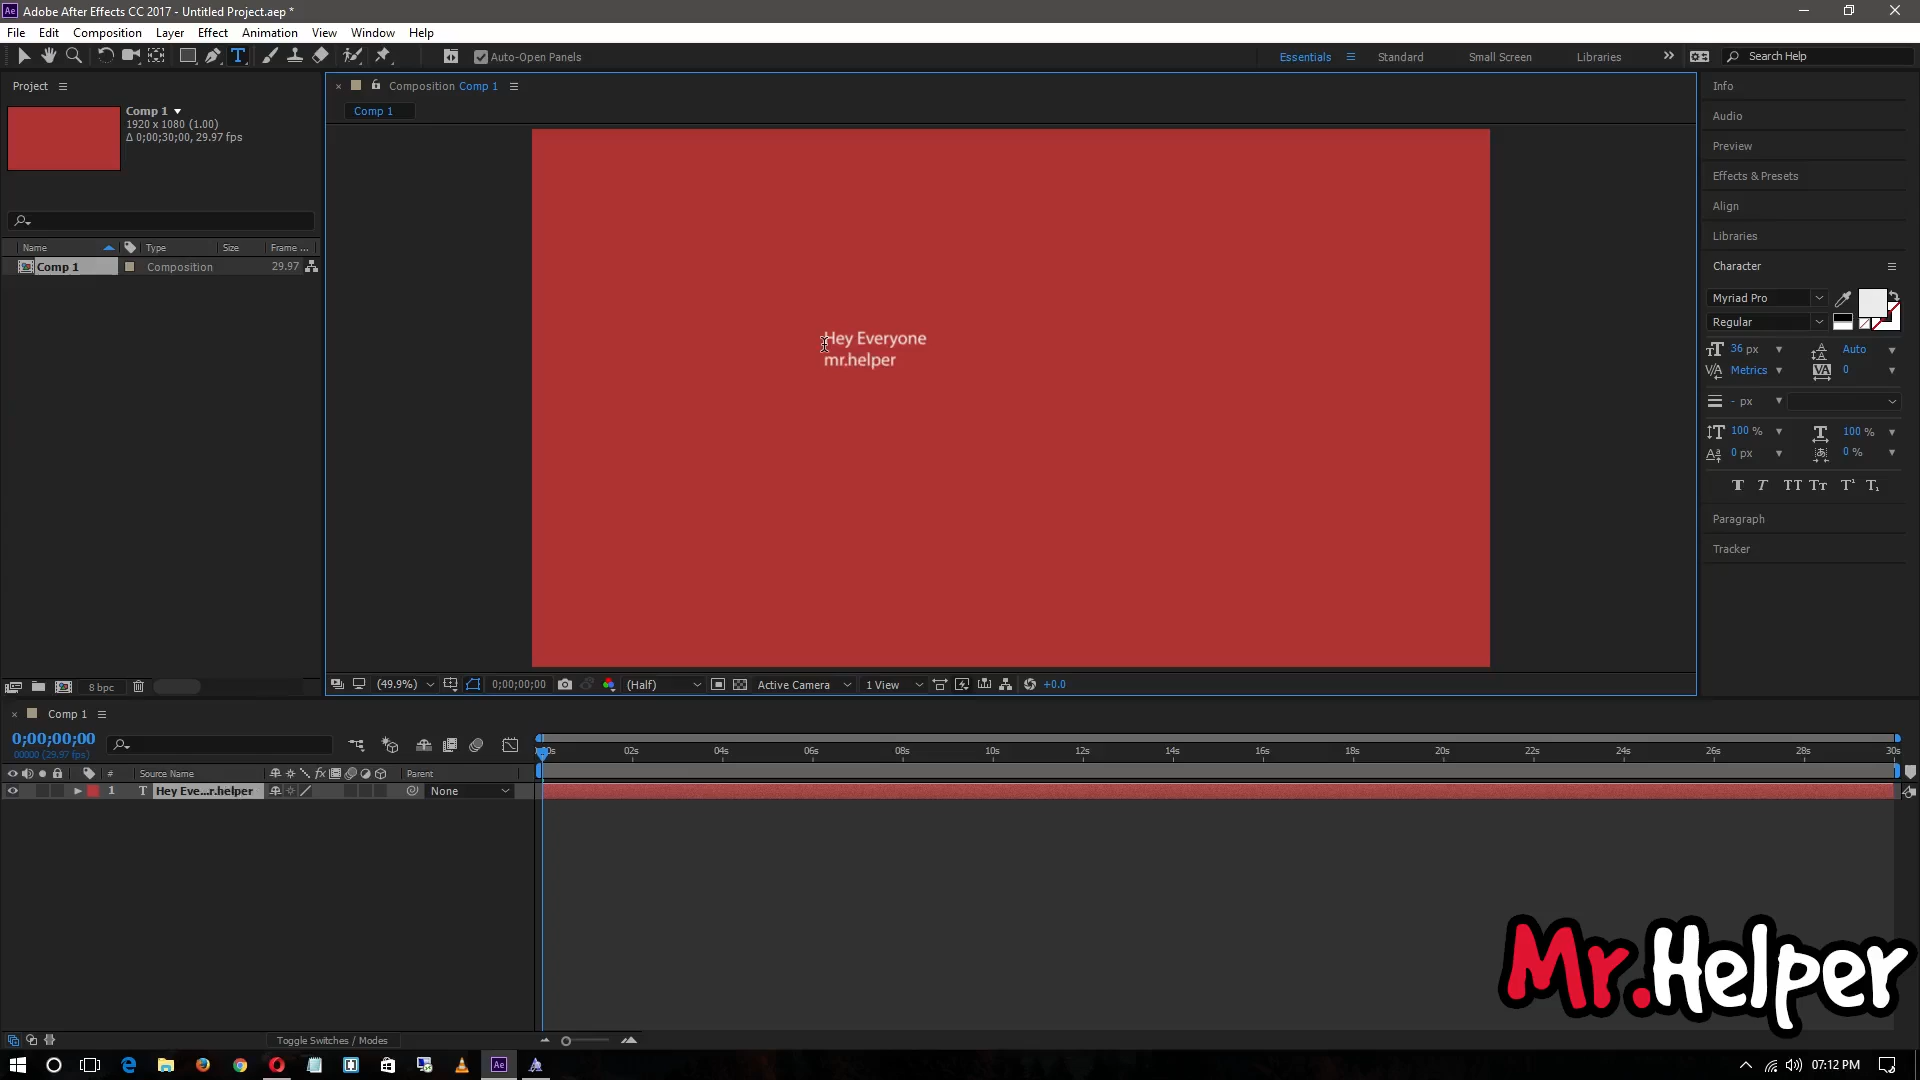 Adobe After Effects CC 2017 - Untitled Project.aep *
File Edit Composition Layer Effect Animation View Window Help
Auto-Open Panels
Essentials Standard Small Screen Libraries
Search Help
Project
Comp 1
1920 x 1080 (1.00)
Δ 0;00;30;00, 29.97 fps
Name Type Size Frame ...
Comp 1 Composition 29.97
8 bpc
Composition Comp 1
Comp 1
Hey Everyone
mr.helper
(49.9%) 0;00;00;00 (Half) Active Camera 1 View +0.0
Info
Audio
Preview
Effects & Presets
Align
Libraries
Character
Myriad Pro
Regular
36 px Auto
Metrics 0
- px
100 % 100 %
0 px 0 %
Paragraph
Tracker
Comp 1
0;00;00;00
00000 (29.97 fps)
02s 04s 06s 08s 10s 12s 14s 16s 18s 20s 22s 24s 26s 28s 30s
# Source Name Parent
1 Hey Eve...r.helper None
Toggle Switches / Modes
Mr.Helper
07:12 PM